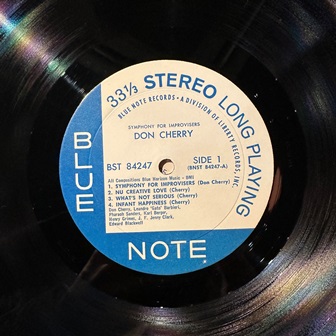 33⅓ STEREO LONG PLAYING
BLUE NOTE RECORDS • A DIVISION OF LIBERTY RECORDS, INC.
SYMPHONY FOR IMPROVISERS
DON CHERRY
BST 84247
SIDE 1
(BNST 84247-A)
All Compositions Blue Horizon Music - BMI
1. SYMPHONY FOR IMPROVISERS (Don Cherry)
2. NU CREATIVE LOVE (Cherry)
3. WHAT'S NOT SERIOUS (Cherry)
4. INFANT HAPPINESS (Cherry)
Don Cherry, Leandro "Gato" Barbieri,
Pharoah Sanders, Karl Berger,
Henry Grimes, J. F. Jenny Clark,
Edward Blackwell
BLUE
NOTE